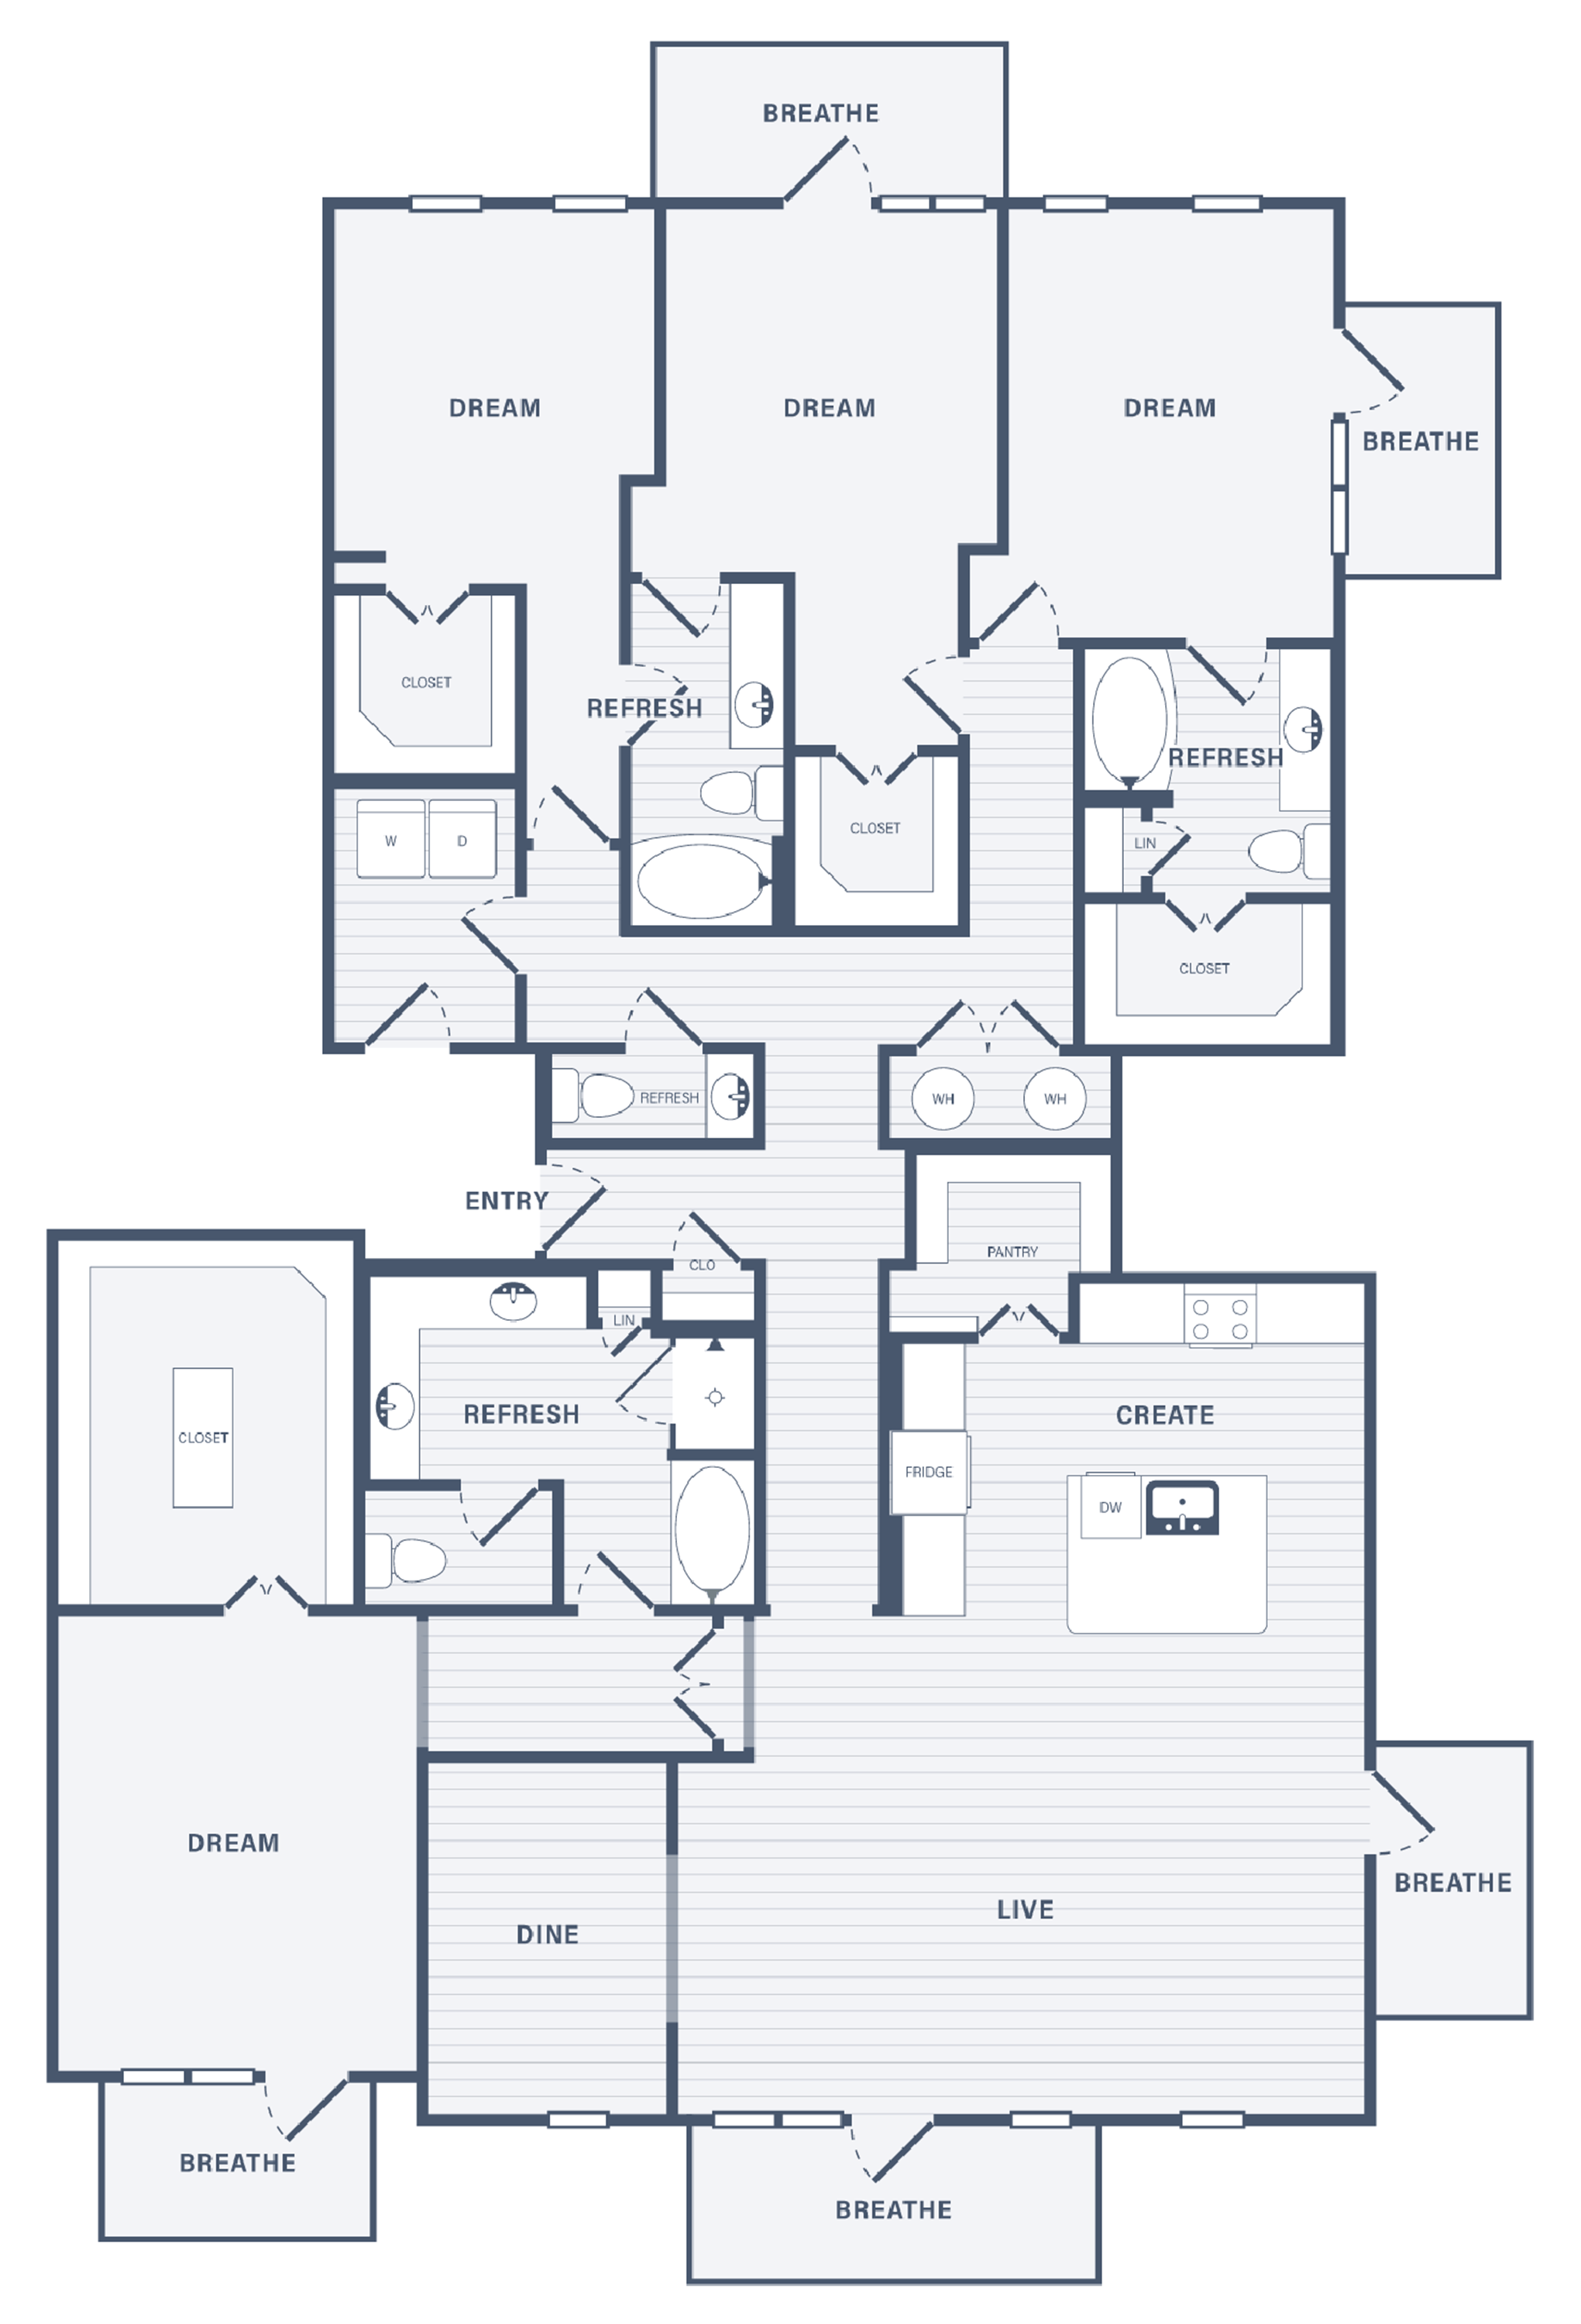 BREATHE
DREAM
DREAM
DREAM
BREATHE
CLOSET
REFRESH
REFRESH
CLOSET
W
D
LIN
CLOSET
REFRESH
WH
WH
ENTRY
PANTRY
CLO
LIN
REFRESH
CREATE
CLOSET
FRIDGE
DW
DREAM
BREATHE
LIVE
DINE
BREATHE
BREATHE